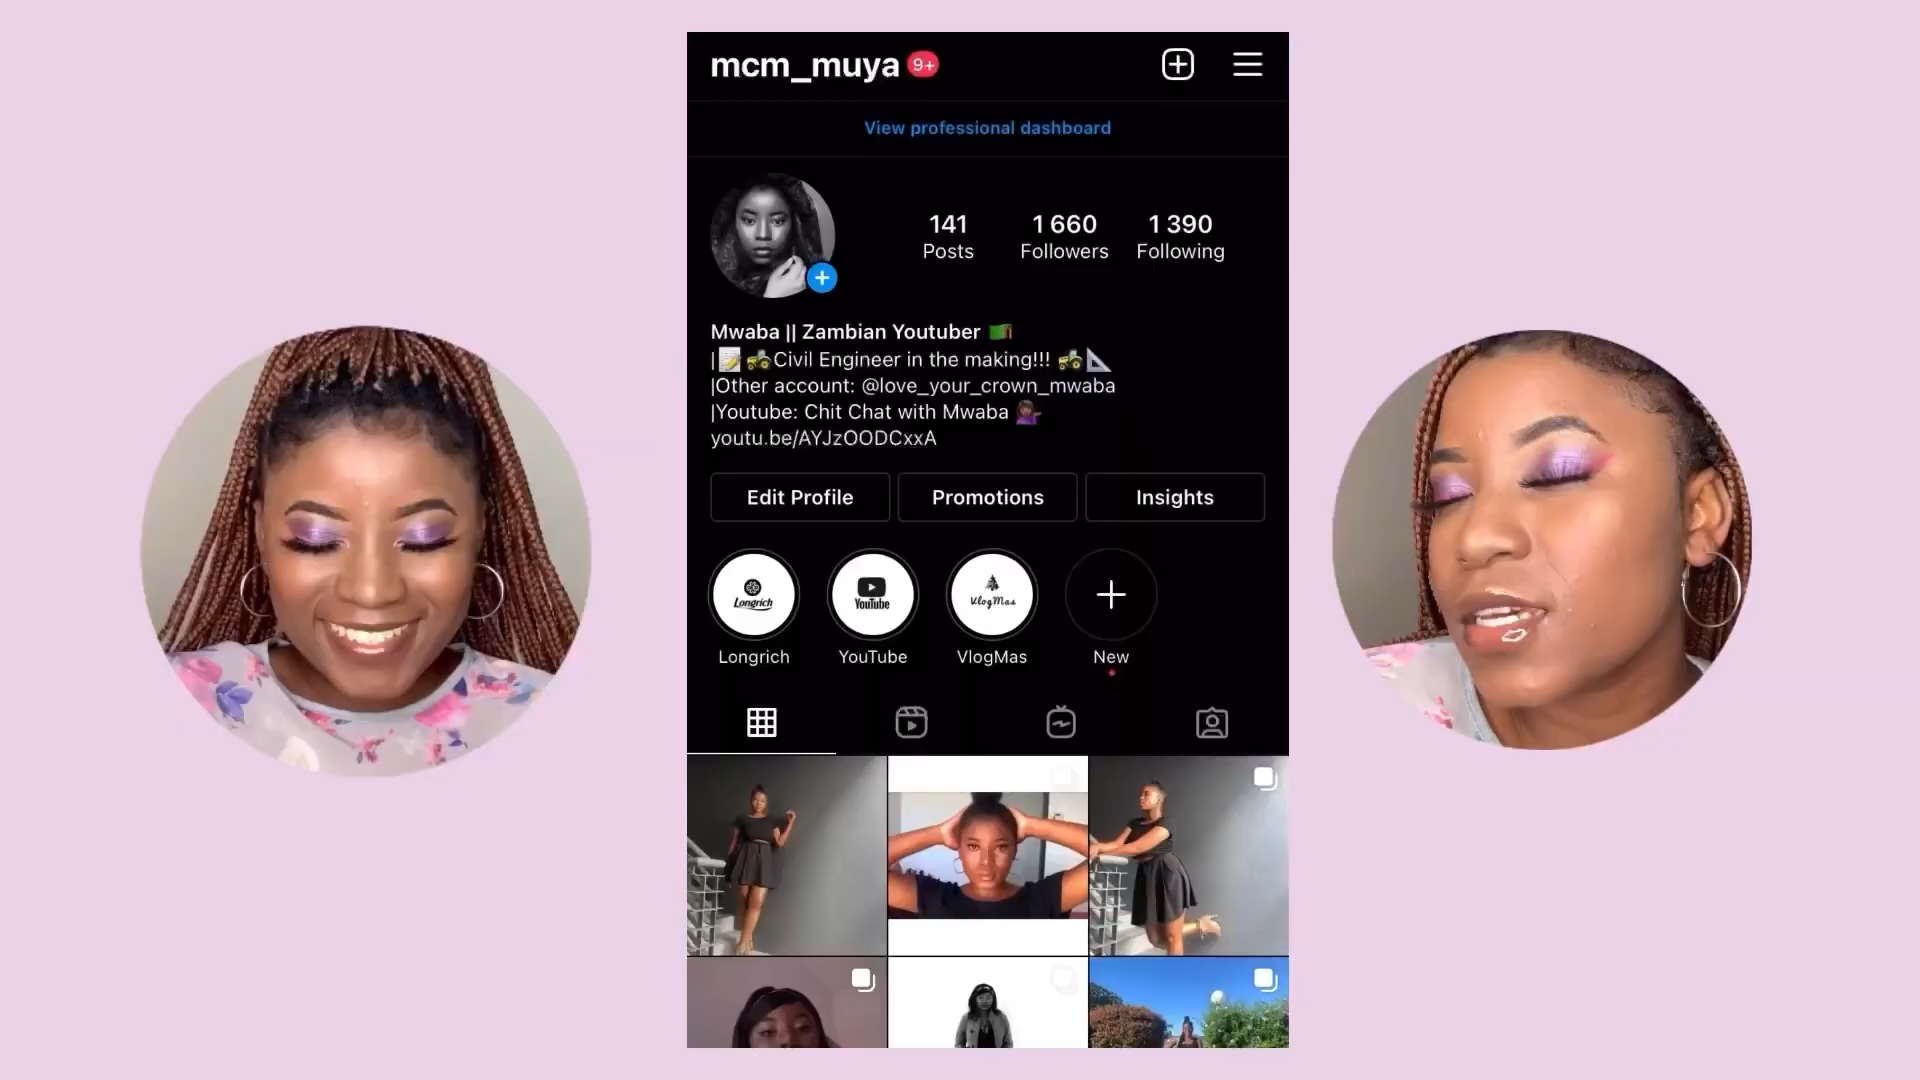 mcm_muya 9+
View professional dashboard
141 1 660 1 390
Posts Followers Following
Mwaba || Zambian Youtuber 🇿🇲
|📝🚜Civil Engineer in the making!!! 🚜📐
|Other account: @love_your_crown_mwaba
|Youtube: Chit Chat with Mwaba 💁🏾‍♀️
youtu.be/AYJzOODCxxA
Edit Profile Promotions Insights
Longrich YouTube VlogMas
Longrich YouTube VlogMas New